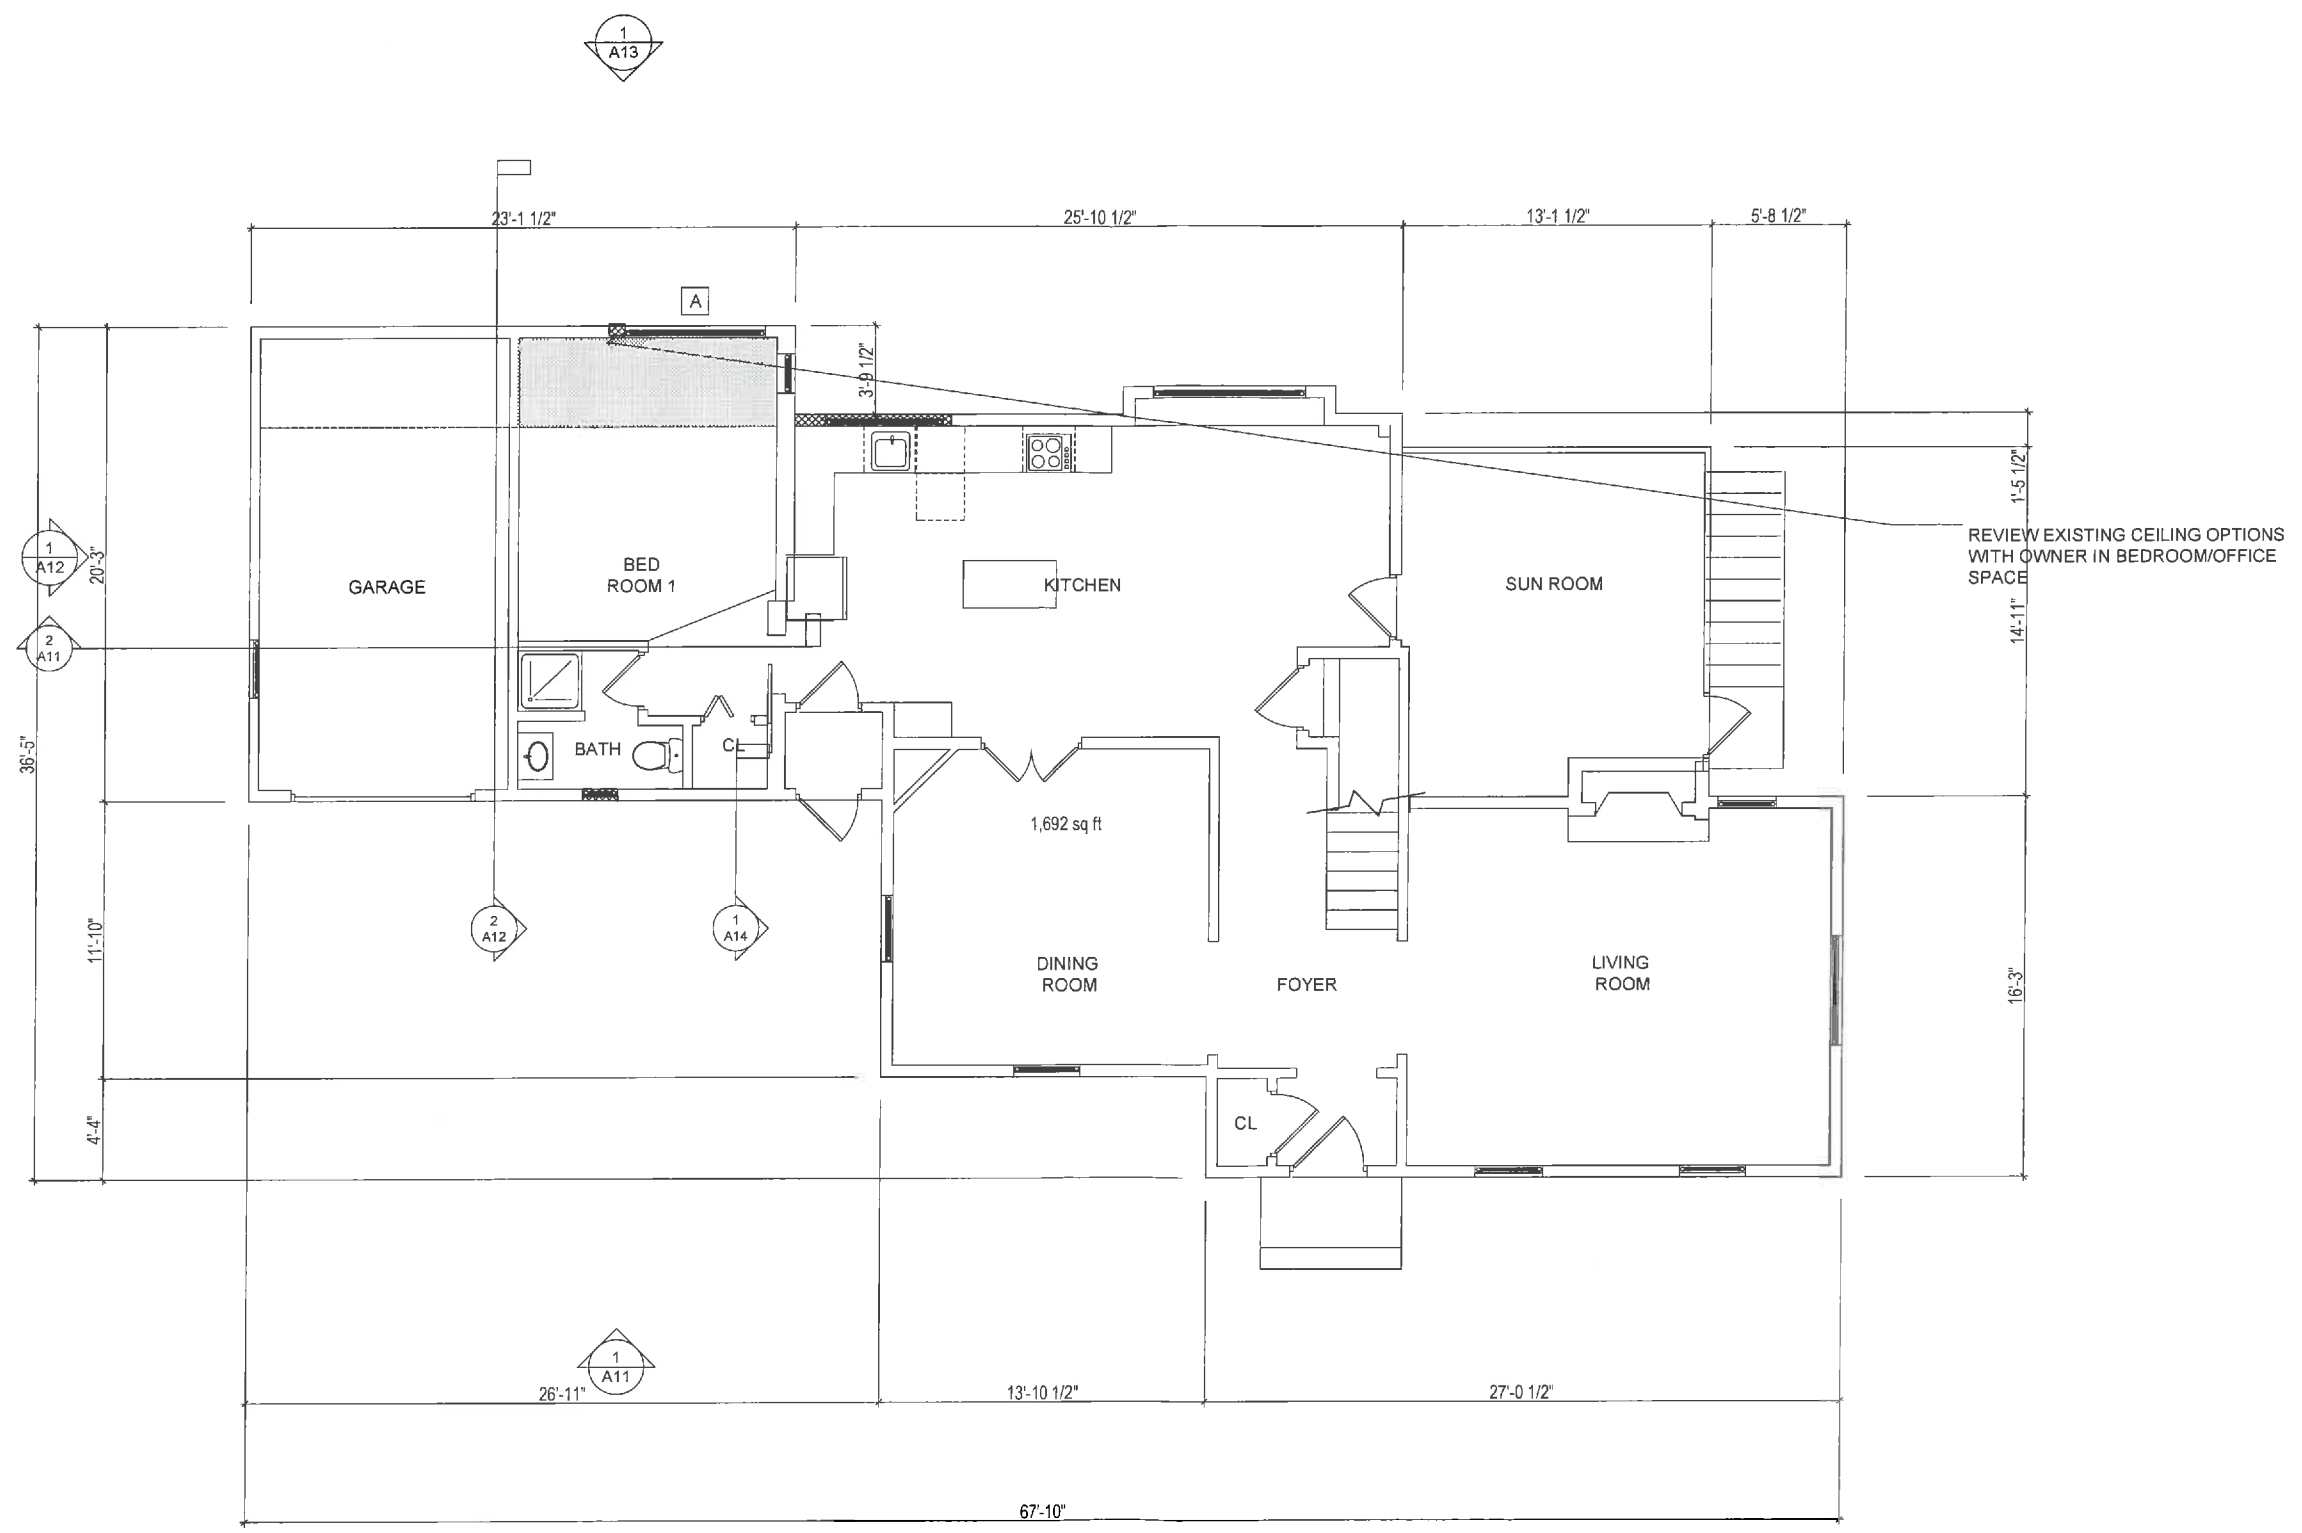 1
A13
23'-1 1/2"
25'-10 1/2"
13'-1 1/2"
5'-8 1/2"
A
3'-9 1/2"
1'-5 1/2"
REVIEW EXISTING CEILING OPTIONS
WITH OWNER IN BEDROOM/OFFICE
SPACE
1
A12
20'-3"
GARAGE
BED
ROOM 1
KITCHEN
SUN ROOM
14'-11"
2
A11
36'-5"
BATH
CL
1,692 sq ft
11'-10"
2
A12
1
A14
DINING
ROOM
FOYER
LIVING
ROOM
16'-3"
4'-4"
CL
1
A11
26'-11"
13'-10 1/2"
27'-0 1/2"
67'-10"